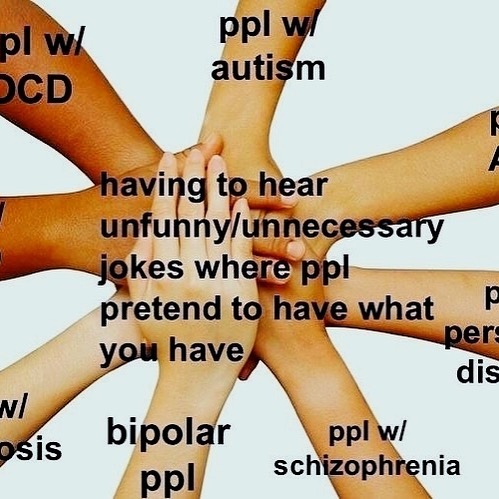 ppl w/
autism
pl w/
OCD
having to hear
unfunny/unnecessary
jokes where ppl
pretend to have what
you have
pers
dis
w/
osis
bipolar
ppl
ppl w/
schizophrenia